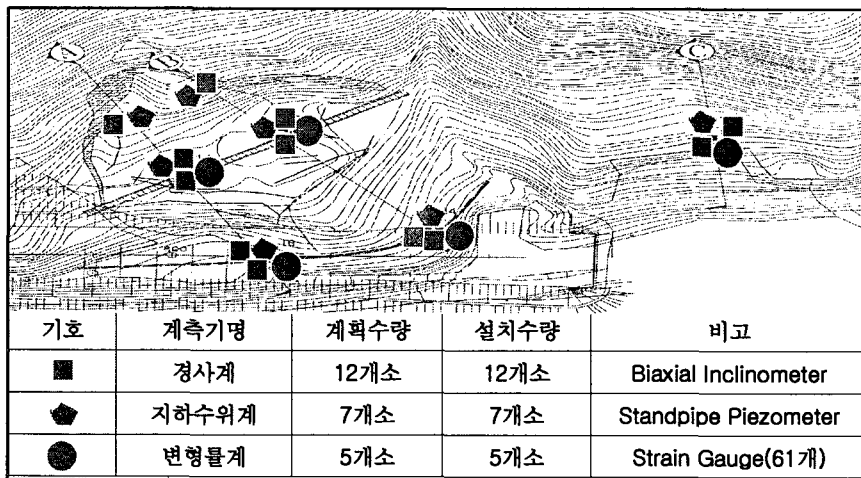 A
B
C
10
기호 계측기명 계획수량 설치수량 비고
경사계 12개소 12개소 Biaxial Inclinometer
지하수위계 7개소 7개소 Standpipe Piezometer
변형률계 5개소 5개소 Strain Gauge(61개)